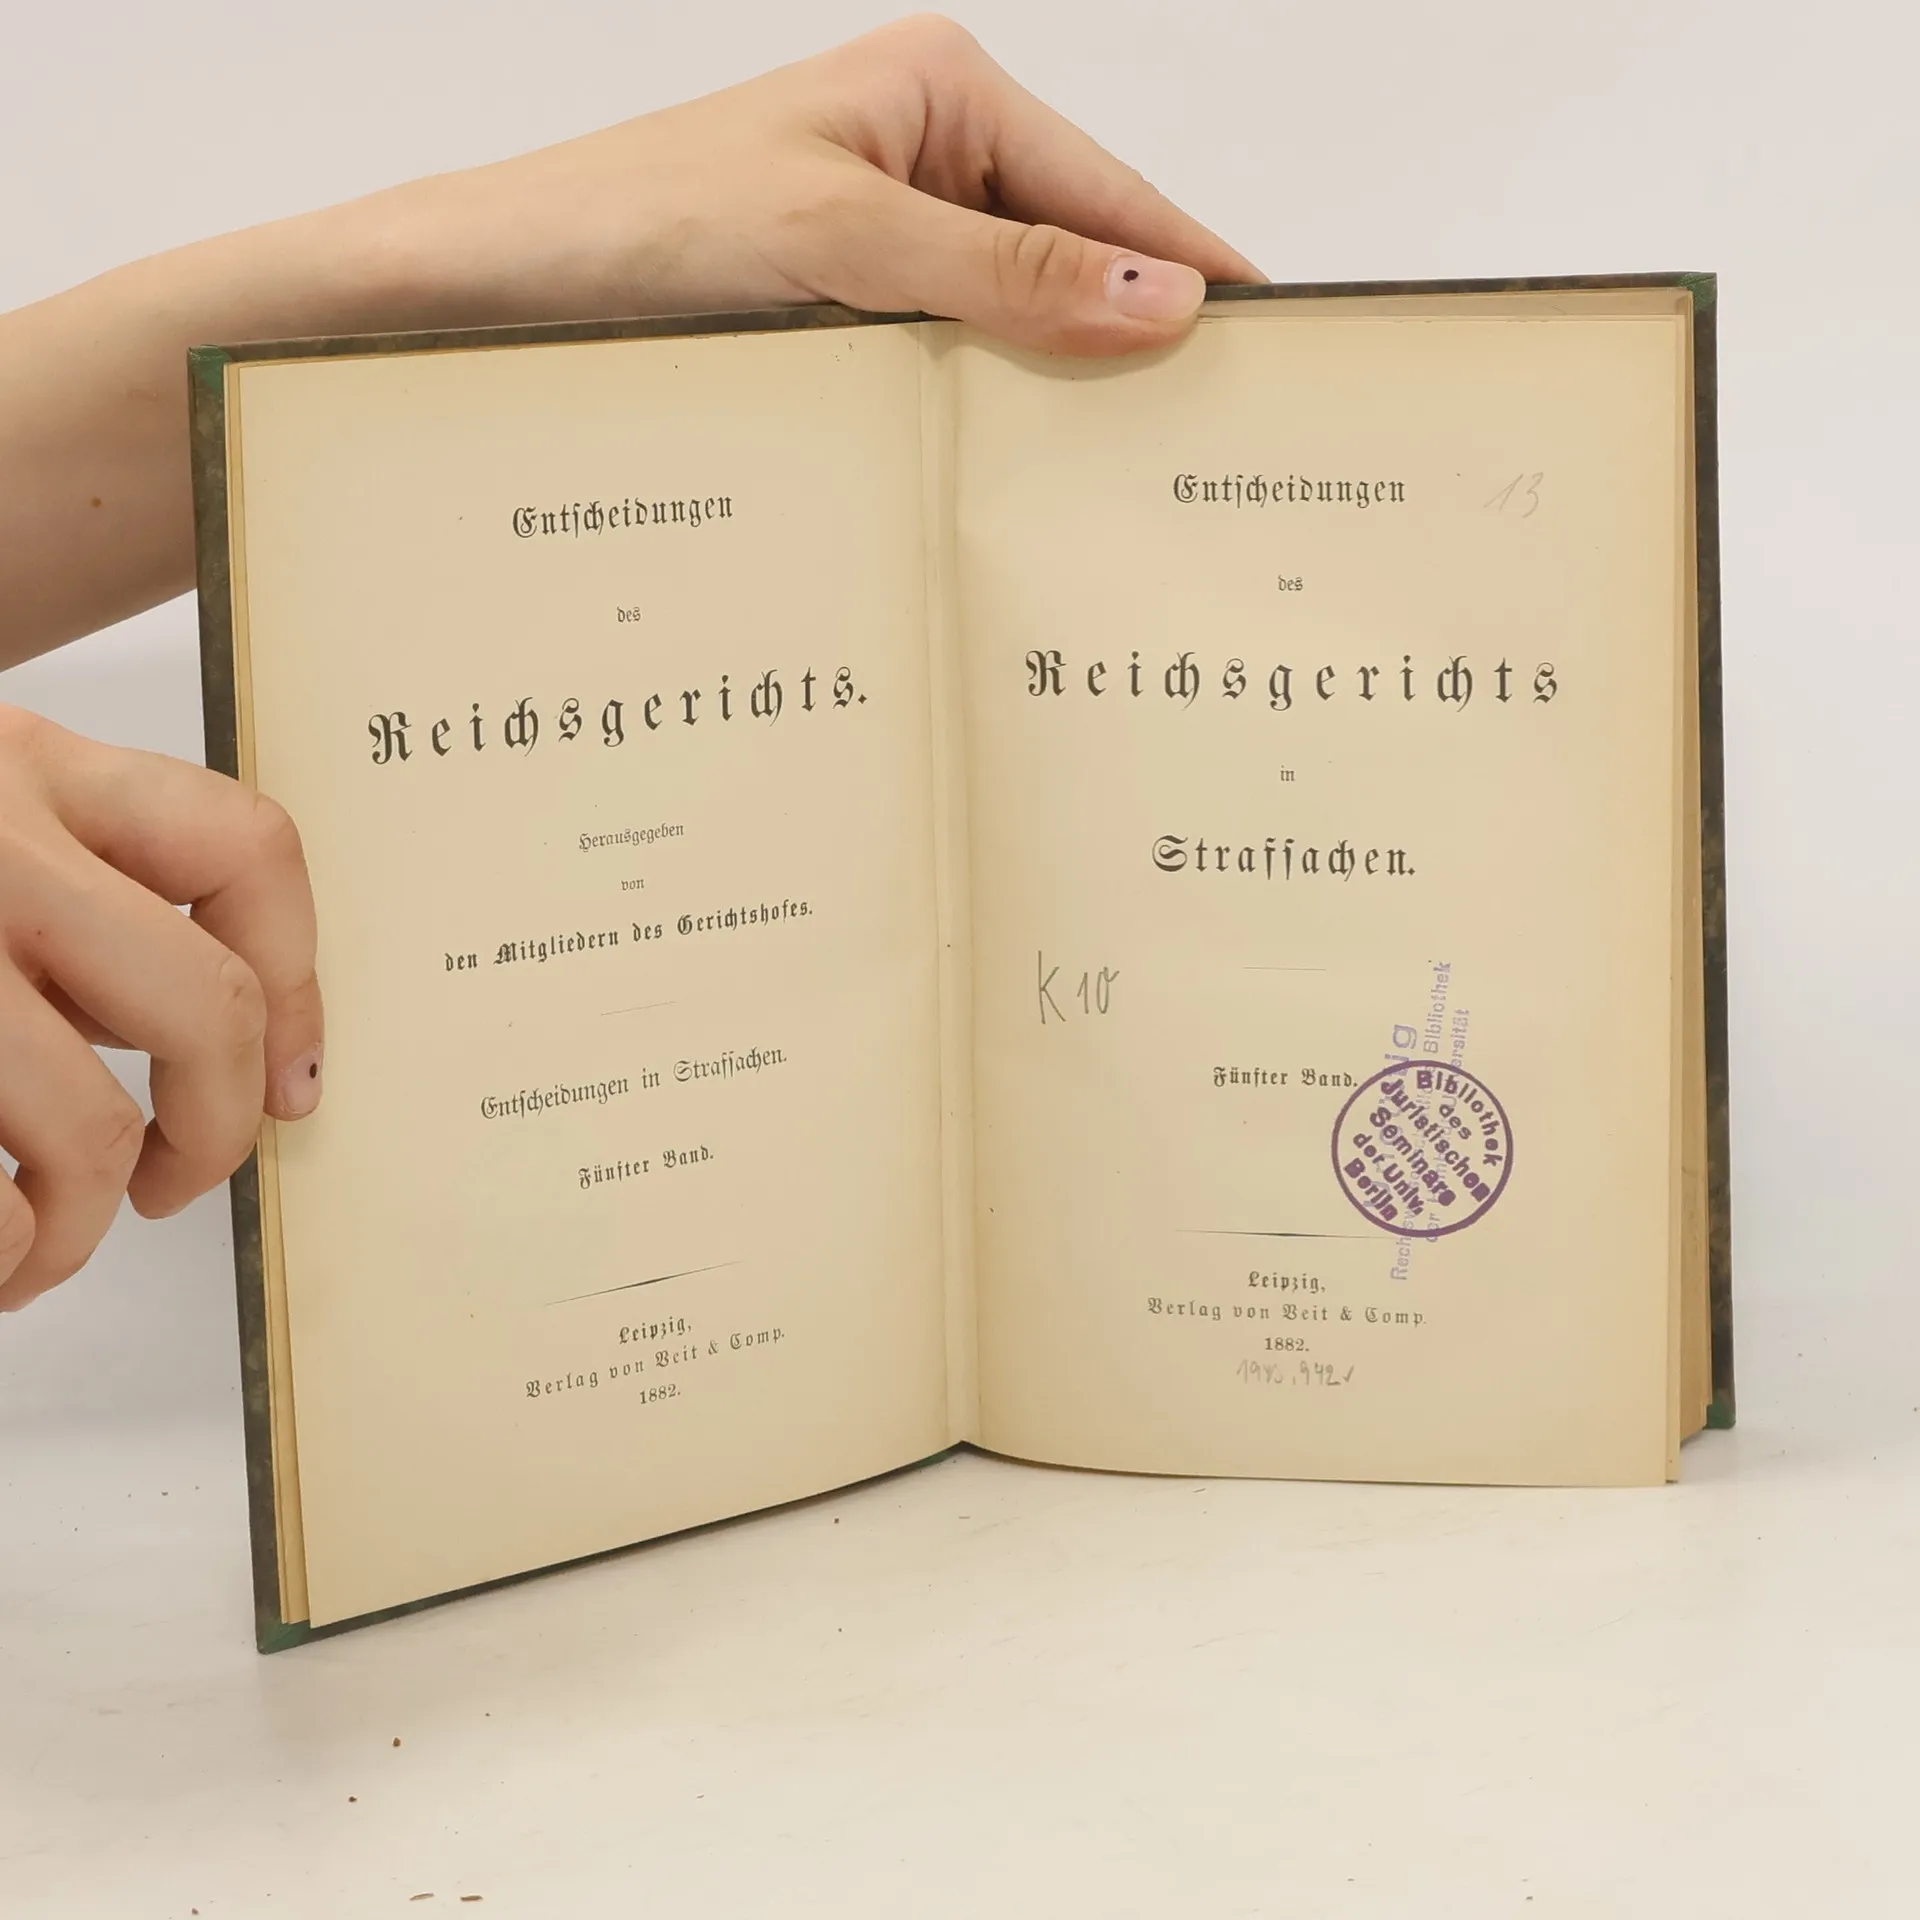 Entscheidungen
des
Reichsgerichts.
Herausgegeben
von
den Mitgliedern des Gerichtshofes.
Entscheidungen in Strafsachen.
Fünfter Band.
Leipzig,
Verlag von Veit & Comp.
1882.
Entscheidungen
13
des
Reichsgerichts
in
Strafsachen.
K 10
Fünfter Band.
Bibliothek
des
Juristischen
Seminars
der Univ.
Berlin
Bibliothek
Leipzig,
Verlag von Veit & Comp.
1882.